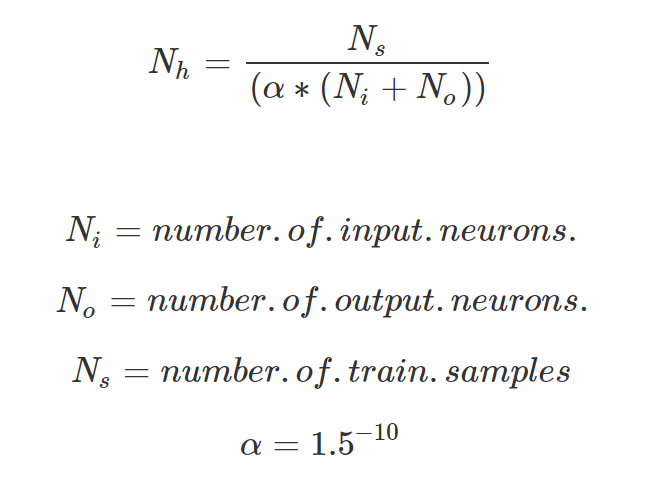 N_h = \frac{N_s}{(α ∗ (N_i + N_o))}
N_i = number.of.input.neurons.
N_o = number.of.output.neurons.
N_s = number.of.train.samples
α = 1.5^{−10}